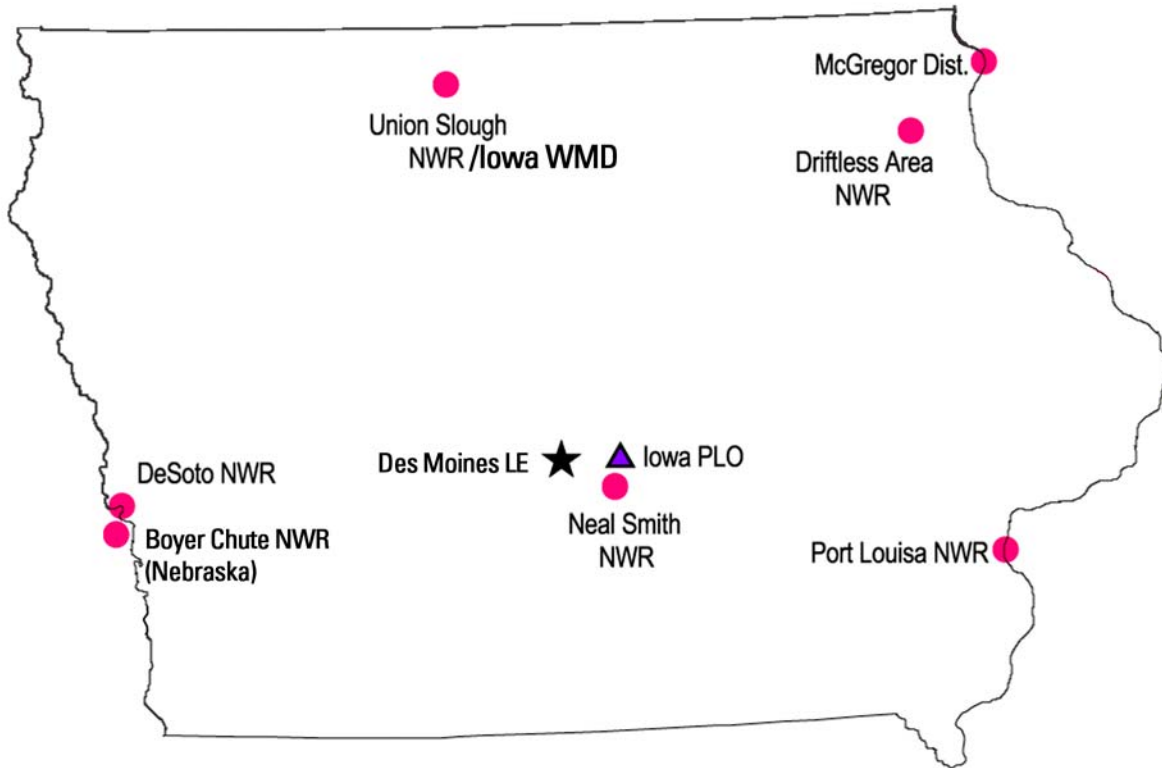 McGregor Dist.
Union Slough
NWR /Iowa WMD
Driftless Area
NWR
DeSoto NWR
Boyer Chute NWR
(Nebraska)
Des Moines LE
Iowa PLO
Neal Smith
NWR
Port Louisa NWR